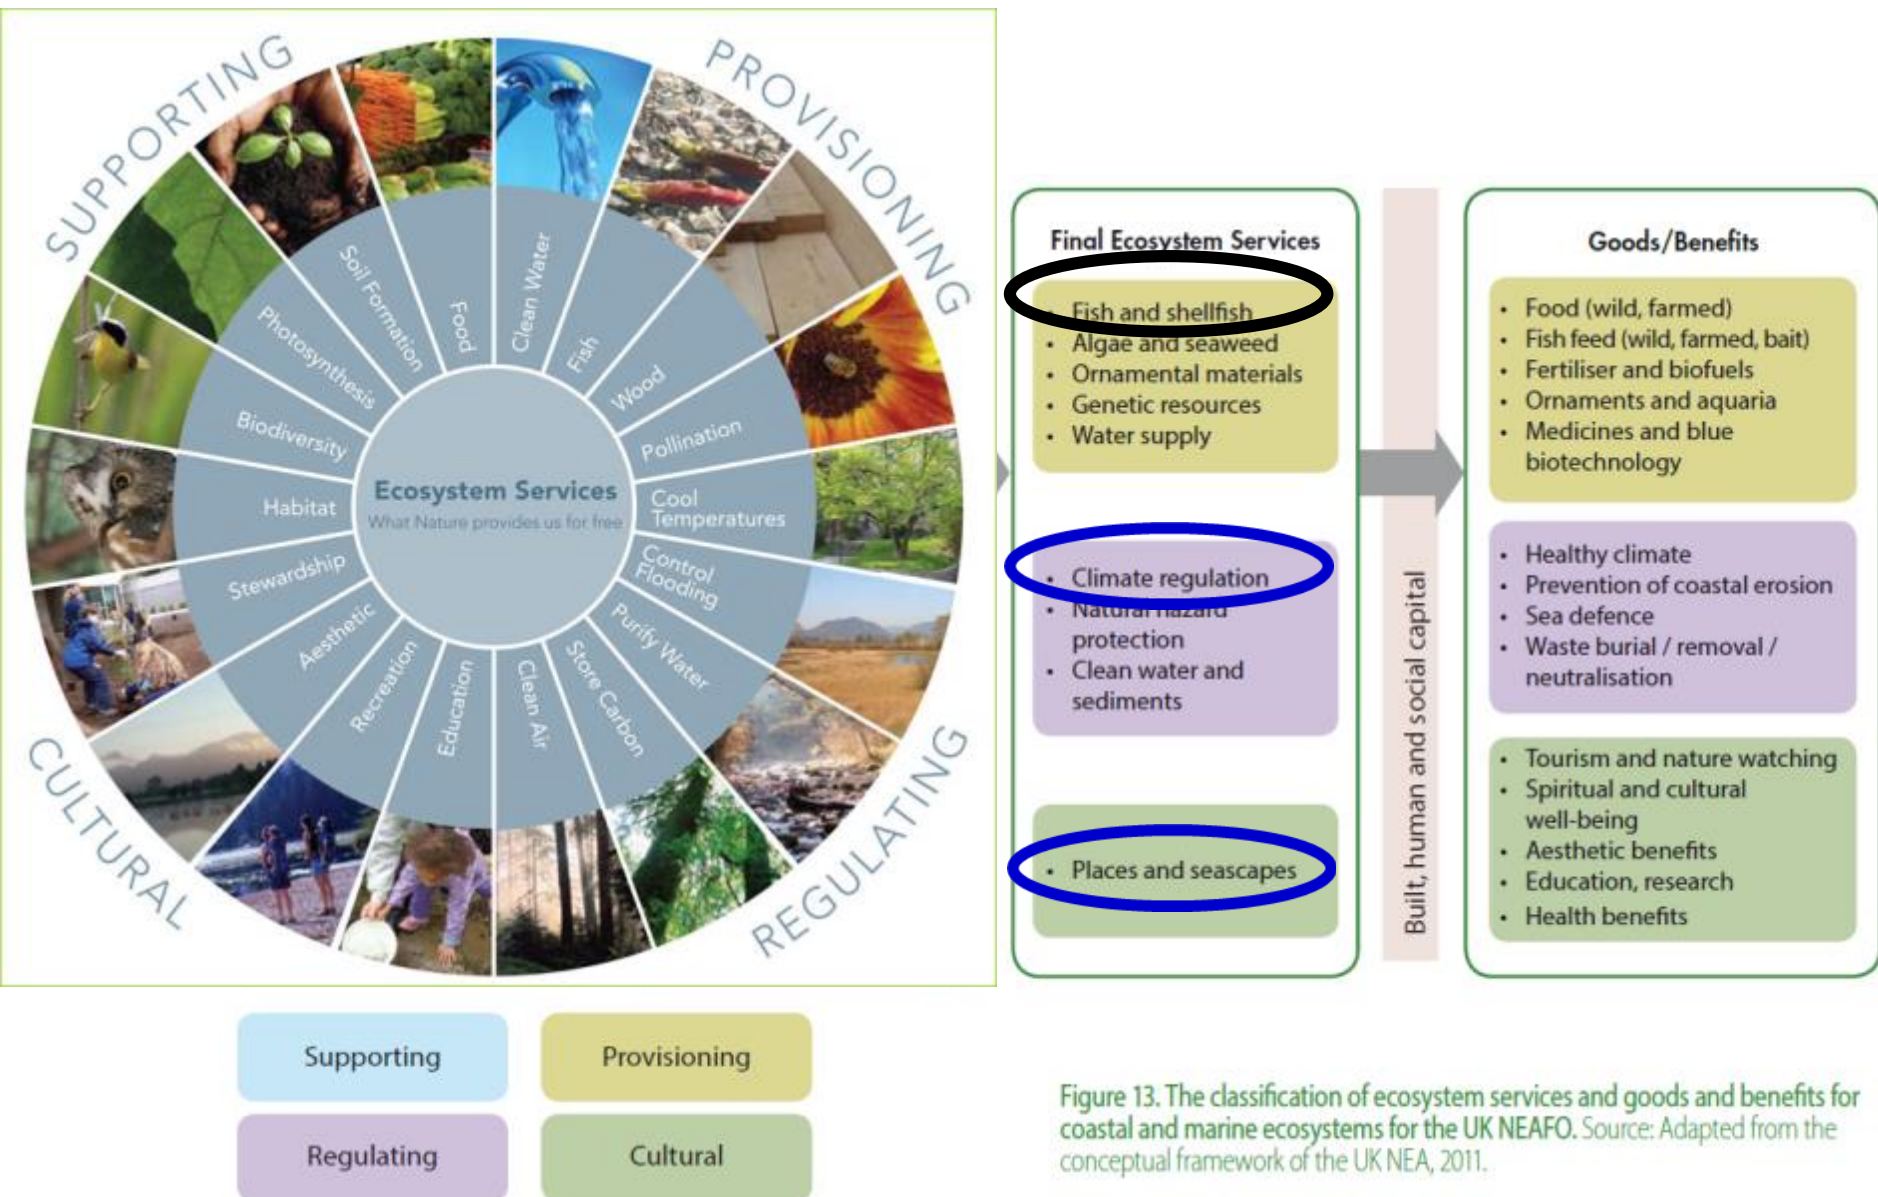 SUPPORTING
PROVISIONING
CULTURAL
REGULATING
Ecosystem Services
What Nature provides us for free
Food
Clean Water
Fish
Wood
Pollination
Cool
Temperatures
Control
Flooding
Purify Water
Store Carbon
Clean Air
Education
Recreation
Aesthetic
Stewardship
Habitat
Biodiversity
Photosynthesis
Soil Formation
Final Ecosystem Services
• Fish and shellfish
• Algae and seaweed
• Ornamental materials
• Genetic resources
• Water supply
• Climate regulation
• Natural hazard
protection
• Clean water and
sediments
• Places and seascapes
Built, human and social capital
Goods/Benefits
• Food (wild, farmed)
• Fish feed (wild, farmed, bait)
• Fertiliser and biofuels
• Ornaments and aquaria
• Medicines and blue
biotechnology
• Healthy climate
• Prevention of coastal erosion
• Sea defence
• Waste burial / removal /
neutralisation
• Tourism and nature watching
• Spiritual and cultural
well-being
• Aesthetic benefits
• Education, research
• Health benefits
Supporting
Provisioning
Regulating
Cultural
Figure 13. The classification of ecosystem services and goods and benefits for
coastal and marine ecosystems for the UK NEAFO. Source: Adapted from the
conceptual framework of the UK NEA, 2011.